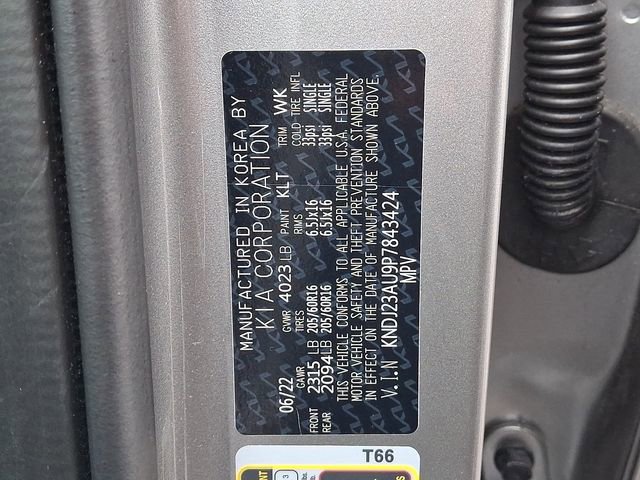 MANUFACTURED IN KOREA BY
KIA CORPORATION
06/22 GVWR 4023 LB PAINT KLT TRIM WK
GAWR TIRES RIMS COLD TIRE INFL
FRONT 2315 LB 205/60R16 6.5Jx16 33psi SINGLE
REAR 2094 LB 205/60R16 6.5Jx16 33psi SINGLE
THIS VEHICLE CONFORMS TO ALL APPLICABLE U.S.A. FEDERAL
MOTOR VEHICLE SAFETY AND THEFT PREVENTION STANDARDS
IN EFFECT ON THE DATE OF MANUFACTURE SHOWN ABOVE.
V.I.N KNDJ23AU9P7843424
MPV
T66
3